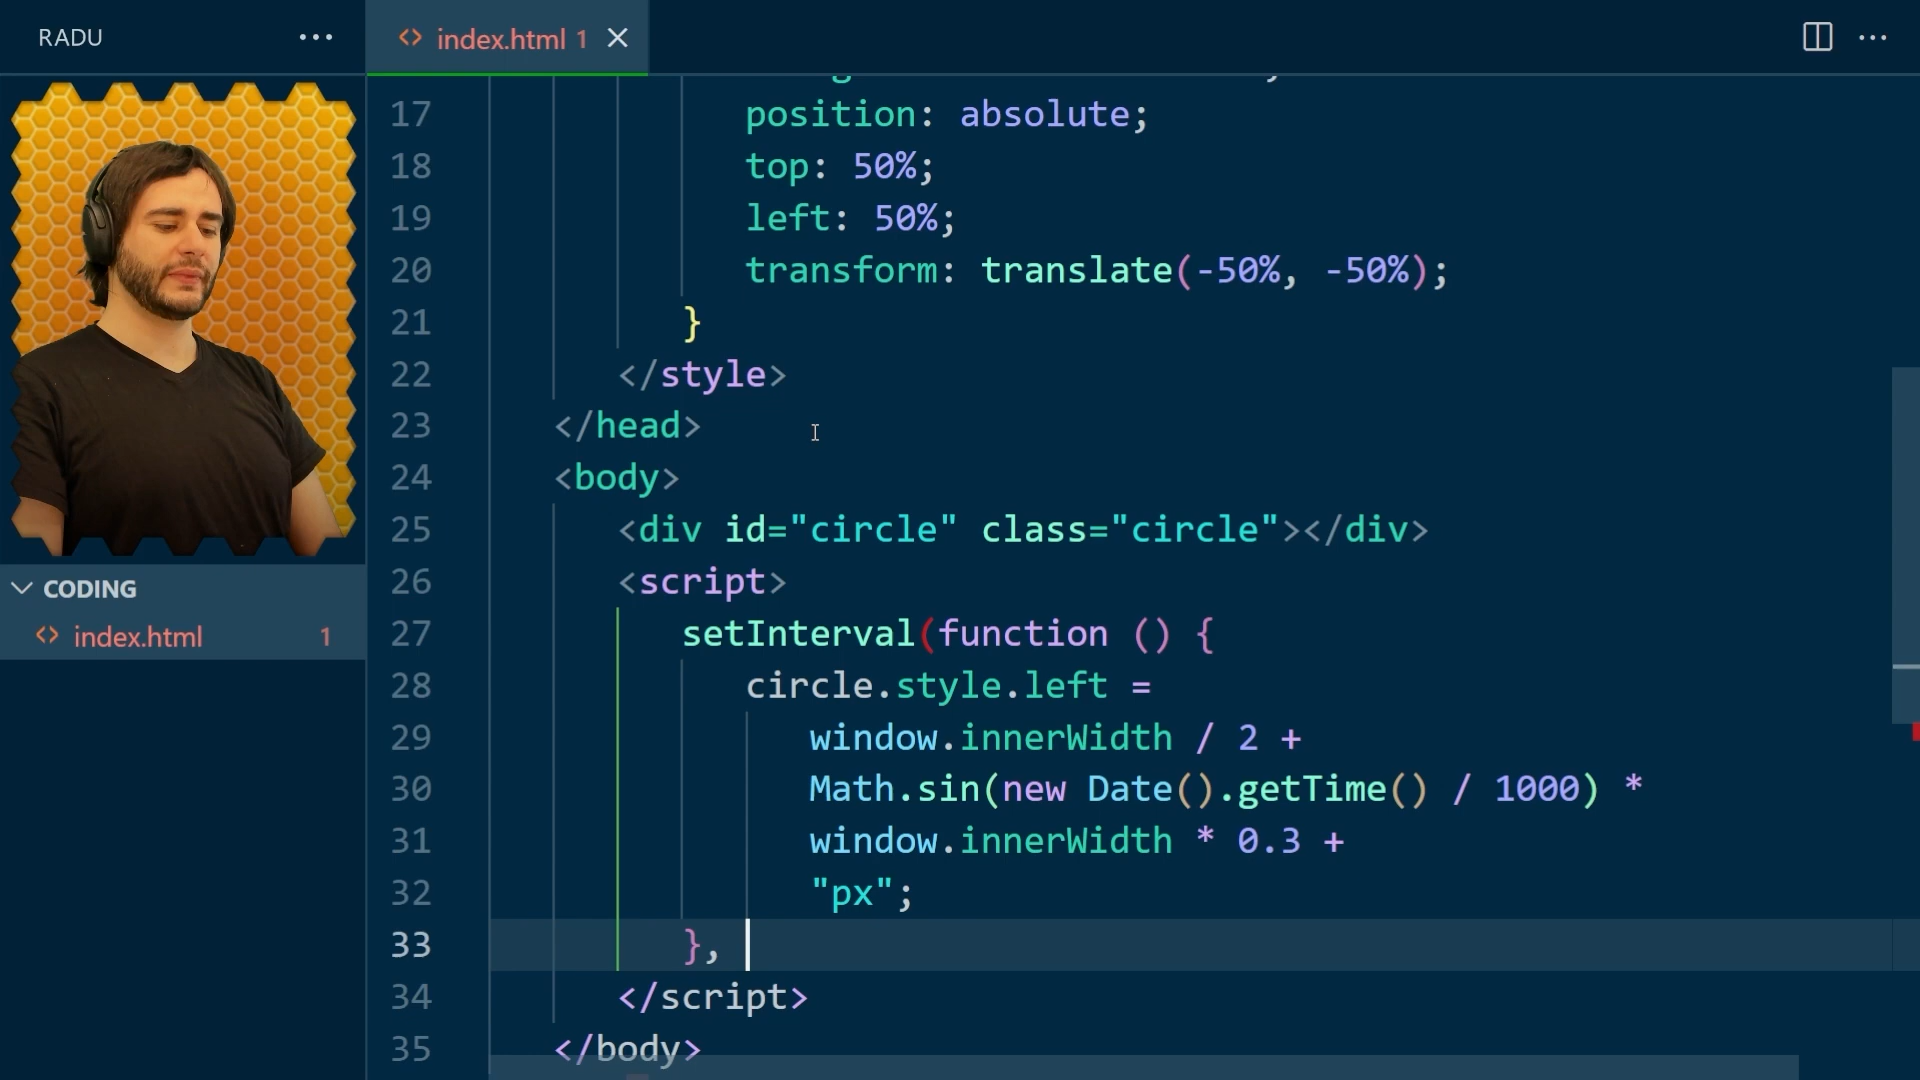 RADU ...
<> index.html 1 ×
17 position: absolute;
18 top: 50%;
19 left: 50%;
20 transform: translate(-50%, -50%);
21 }
22 </style>
23 </head>
24 <body>
25 <div id="circle" class="circle"></div>
26 <script>
27 setInterval(function () {
28 circle.style.left =
29 window.innerWidth / 2 +
30 Math.sin(new Date().getTime() / 1000) *
31 window.innerWidth * 0.3 +
32 "px";
33 },
34 </script>
35 </body>
CODING
<> index.html 1